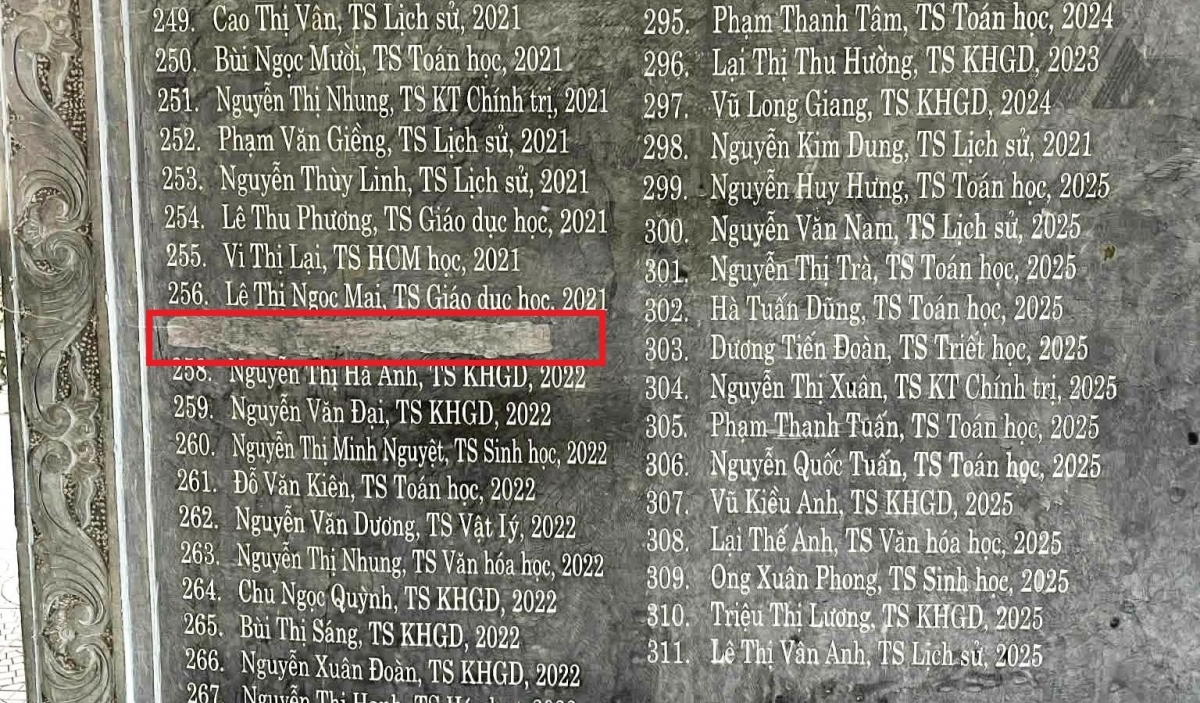 249. Cao Thị Vân, TS Lịch sử, 2021
250. Bùi Ngọc Mười, TS Toán học, 2021
251. Nguyễn Thị Nhung, TS KT Chính trị, 2021
252. Phạm Văn Giềng, TS Lịch sử, 2021
253. Nguyễn Thùy Linh, TS Lịch sử, 2021
254. Lê Thu Phương, TS Giáo dục học, 2021
255. Vi Thị Lại, TS HCM học, 2021
256. Lê Thị Ngọc Mai, TS Giáo dục học, 2021
258. Nguyễn Thị Hà Anh, TS KHGD, 2022
259. Nguyễn Văn Đại, TS KHGD, 2022
260. Nguyễn Thị Minh Nguyệt, TS Sinh học, 2022
261. Đỗ Văn Kiên, TS Toán học, 2022
262. Nguyễn Văn Dương, TS Vật lý, 2022
263. Nguyễn Thị Nhung, TS Văn hóa học, 2022
264. Chu Ngọc Quỳnh, TS KHGD, 2022
265. Bùi Thị Sáng, TS KHGD, 2022
266. Nguyễn Xuân Đoàn, TS KHGD, 2022
267. Nguyễn Thị
295. Phạm Thanh Tâm, TS Toán học, 2024
296. Lại Thị Thu Hường, TS KHGD, 2023
297. Vũ Long Giang, TS KHGD, 2024
298. Nguyễn Kim Dung, TS Lịch sử, 2021
299. Nguyễn Huy Hưng, TS Toán học, 2025
300. Nguyễn Văn Nam, TS Lịch sử, 2025
301. Nguyễn Thị Trà, TS Toán học, 2025
302. Hà Tuấn Dũng, TS Toán học, 2025
303. Dương Tiến Đoàn, TS Triết học, 2025
304. Nguyễn Thị Xuân, TS KT Chính trị, 2025
305. Phạm Thanh Tuấn, TS Toán học, 2025
306. Nguyễn Quốc Tuấn, TS Toán học, 2025
307. Vũ Kiều Anh, TS KHGD, 2025
308. Lại Thế Anh, TS Văn hóa học, 2025
309. Ong Xuân Phong, TS Sinh học, 2025
310. Triệu Thị Lương, TS KHGD, 2025
311. Lê Thị Vân Anh, TS Lịch sử, 2025